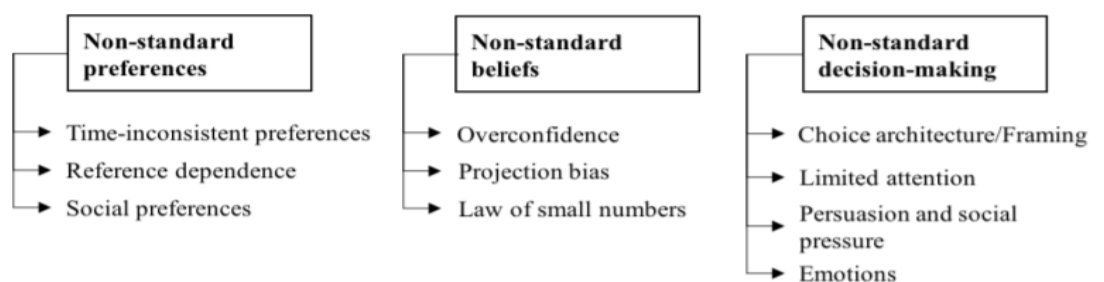 Non-standard
preferences
Time-inconsistent preferences
Reference dependence
Social preferences
Non-standard
beliefs
Overconfidence
Projection bias
Law of small numbers
Non-standard
decision-making
Choice architecture/Framing
Limited attention
Persuasion and social
pressure
Emotions